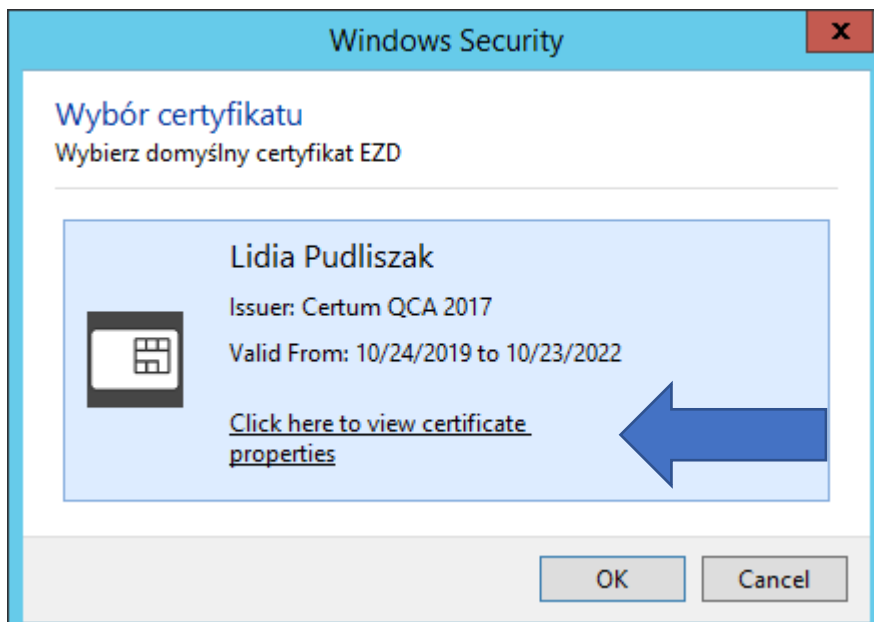 Windows Security
x
Wybór certyfikatu
Wybierz domyślny certyfikat EZD
Lidia Pudliszak
Issuer: Certum QCA 2017
Valid From: 10/24/2019 to 10/23/2022
Click here to view certificate
properties
OK Cancel